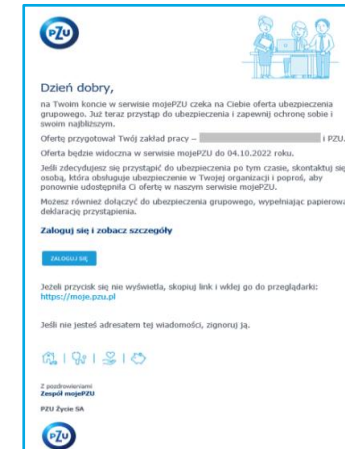 PZU
Dzień dobry,
na Twoim koncie w serwisie mojePZU czeka na Ciebie oferta ubezpieczenia
grupowego. Już teraz przystąp do ubezpieczenia i zapewnij ochronę sobie i
swoim najbliższym.
Ofertę przygotował Twój zakład pracy – i PZU.
Oferta będzie widoczna w serwisie mojePZU do 04.10.2022 roku.
Jeśli zdecydujesz się przystąpić do ubezpieczenia po tym czasie, skontaktuj się
osobą, która obsługuje ubezpieczenie w Twojej organizacji i poproś, aby
ponownie udostępniła Ci ofertę w naszym serwisie mojePZU.
Możesz również dołączyć do ubezpieczenia grupowego, wypełniając papierową
deklarację przystąpienia.
Zaloguj się i zobacz szczegóły
ZALOGUJ SIĘ
Jeżeli przycisk się nie wyświetla, skopiuj link i wklej go do przeglądarki:
https://moje.pzu.pl
Jeśli nie jesteś adresatem tej wiadomości, zignoruj ją.
Z pozdrowieniami
Zespół mojePZU
PZU Życie SA
PZU